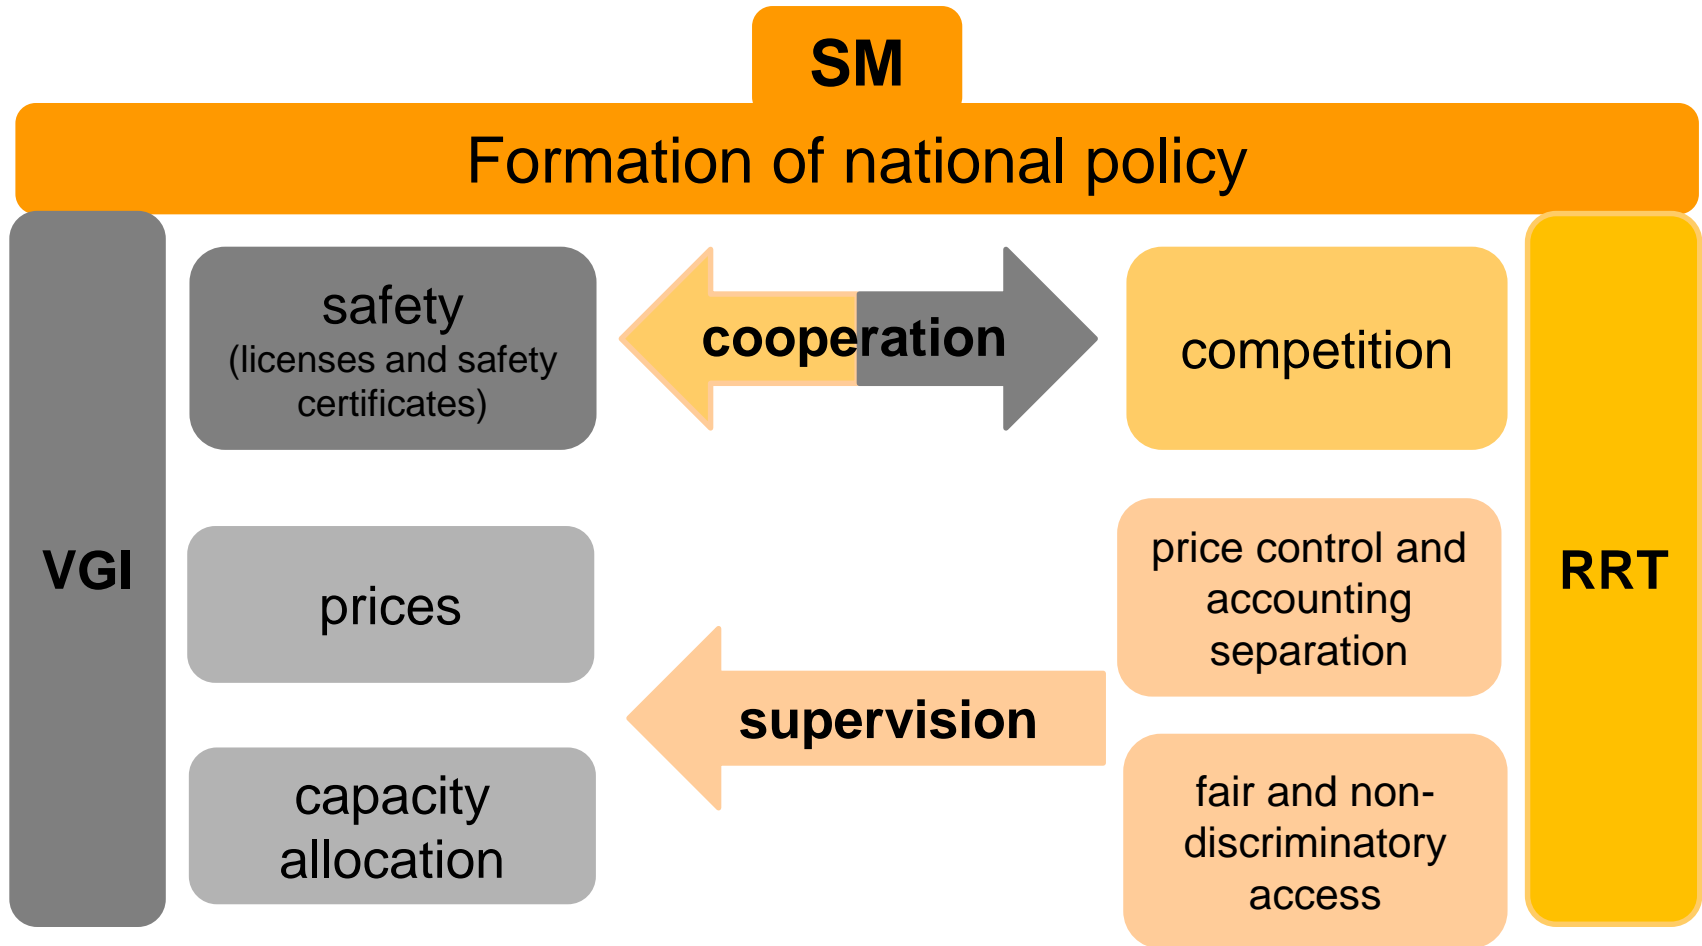 SM
Formation of national policy
VGI
safety
(licenses and safety
certificates)
cooperation
competition
prices
price control and
accounting
separation
RRT
supervision
capacity
allocation
fair and non-
discriminatory
access